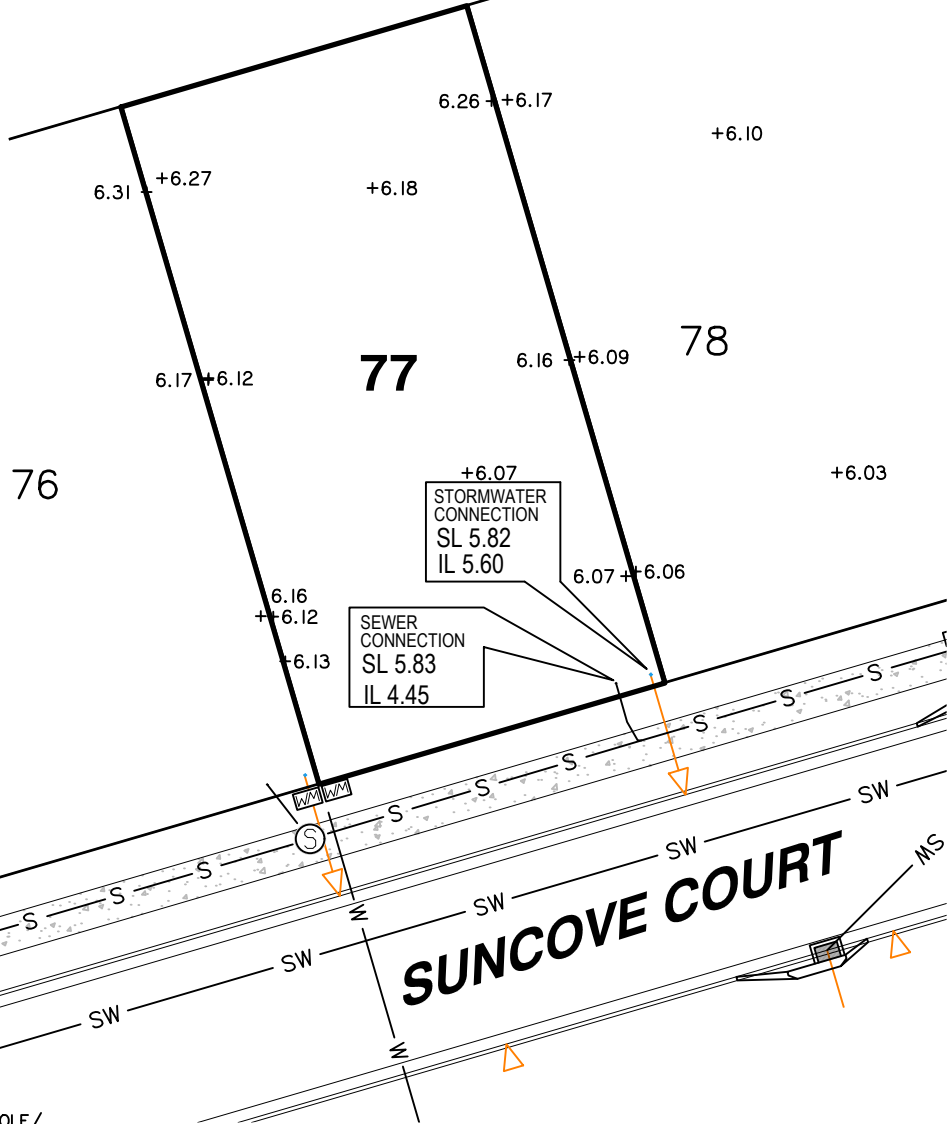 6.26 +6.17
+6.10
6.31 +6.27
+6.18
78
6.16 +6.09
77
6.17 +6.12
76
+6.07
+6.03
STORMWATER
CONNECTION
SL 5.82
IL 5.60
6.07 +6.06
6.16
++6.12
SEWER
CONNECTION
SL 5.83
IL 4.45
+6.13
S
S
S
S
S
S
S
S
S
S
WM WM
S
W
W
SW
SW
SW
SW
SW
SW
SUNCOVE COURT
OLE/